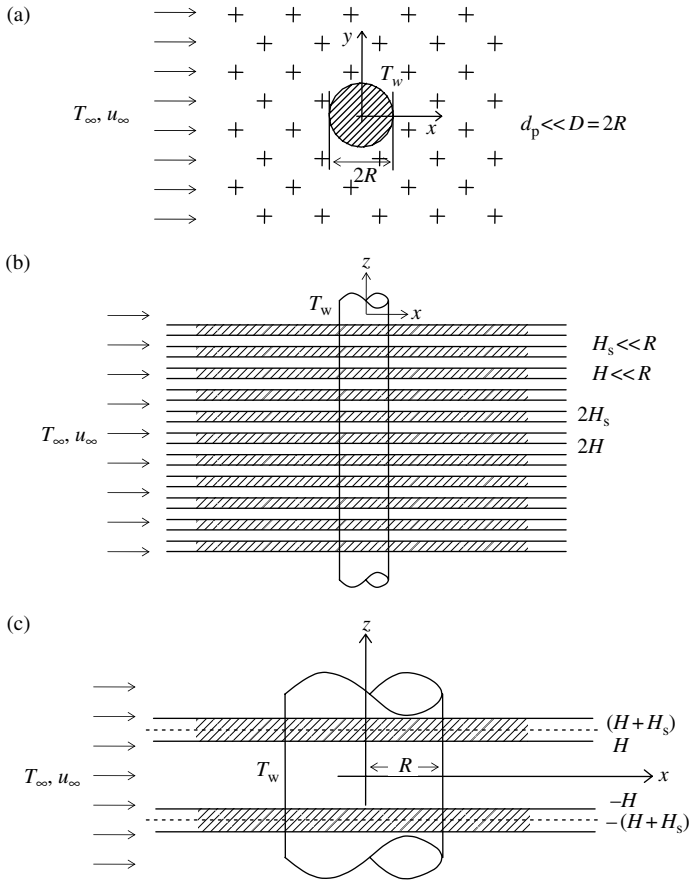 (a)
y
T_w
T_∞, u_∞
x
d_p << D = 2R
2R
(b)
z
T_w
x
H_s << R
H << R
2H_s
T_∞, u_∞
2H
(c)
z
(H + H_s)
H
T_w
R
T_∞, u_∞
x
−H
−(H + H_s)